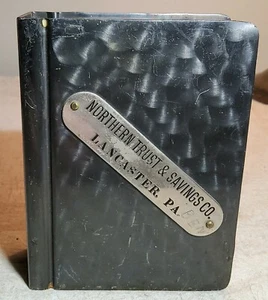 NORTHERN TRUST & SAVINGS CO.
LANCASTER, PA.